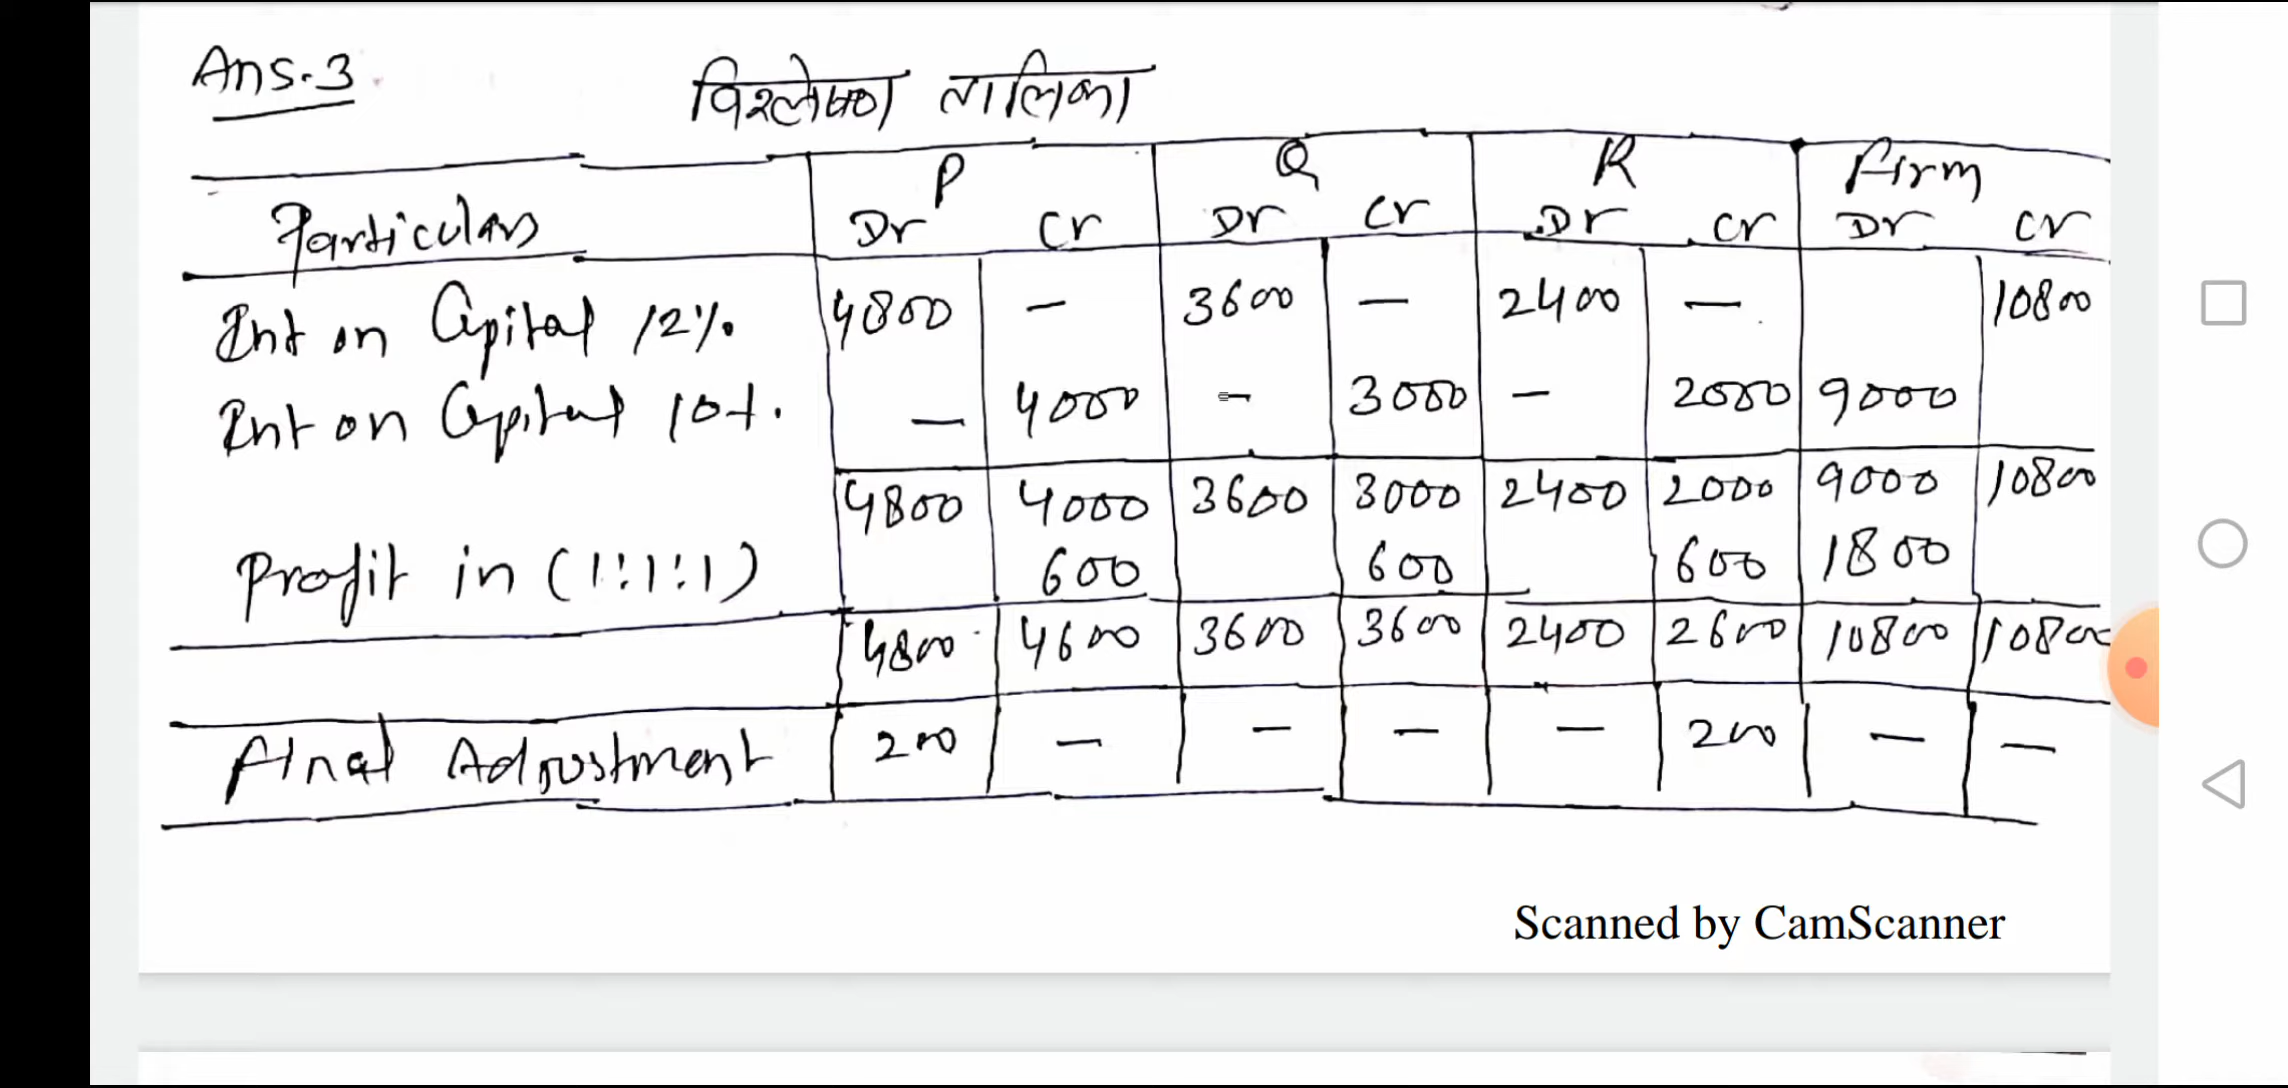 Ans.3
विश्लेषण तालिका
P Q R Firm
Particulars Dr Cr Dr Cr Dr Cr Dr Cr
Int on Capital 12% 4800 — 3600 — 2400 — 10800
Int on Capital 10%. — 4000 - 3000 - 2000 9000
4800 4000 3600 3000 2400 2000 9000 10800
Profit in (1:1:1) 600 600 600 1800
4800 4600 3600 3600 2400 2600 10800 10800
Final Adjustment 200 — — — — 200 — —
Scanned by CamScanner